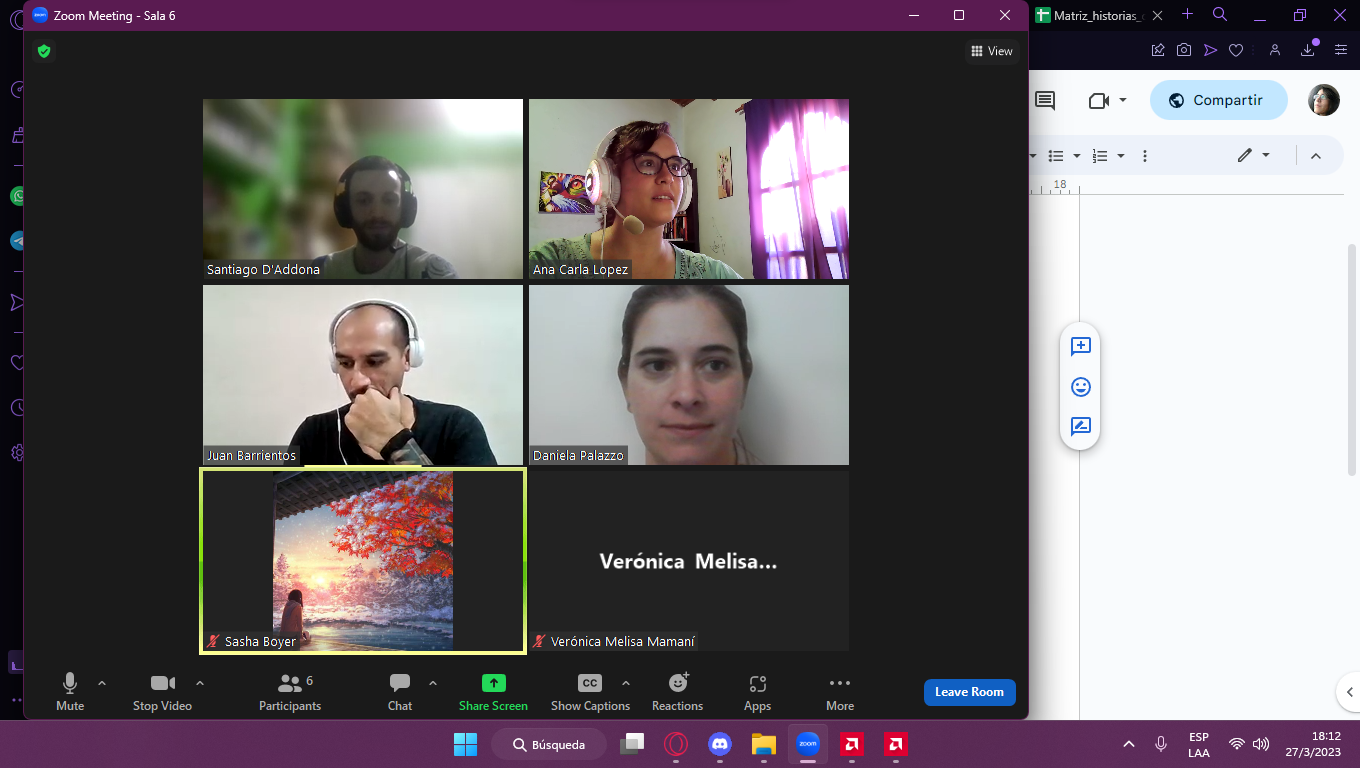 zoom Zoom Meeting - Sala 6
Matriz_historias_
View
Compartir
18
Santiago D'Addona
Ana Carla Lopez
Juan Barrientos
Daniela Palazzo
Verónica Melisa...
Sasha Boyer
Verónica Melisa Mamaní
6
CC
Mute
Stop Video
Participants
Chat
Share Screen
Show Captions
Reactions
Apps
More
Leave Room
Búsqueda
zoom
ESP
LAA
18:12
27/3/2023